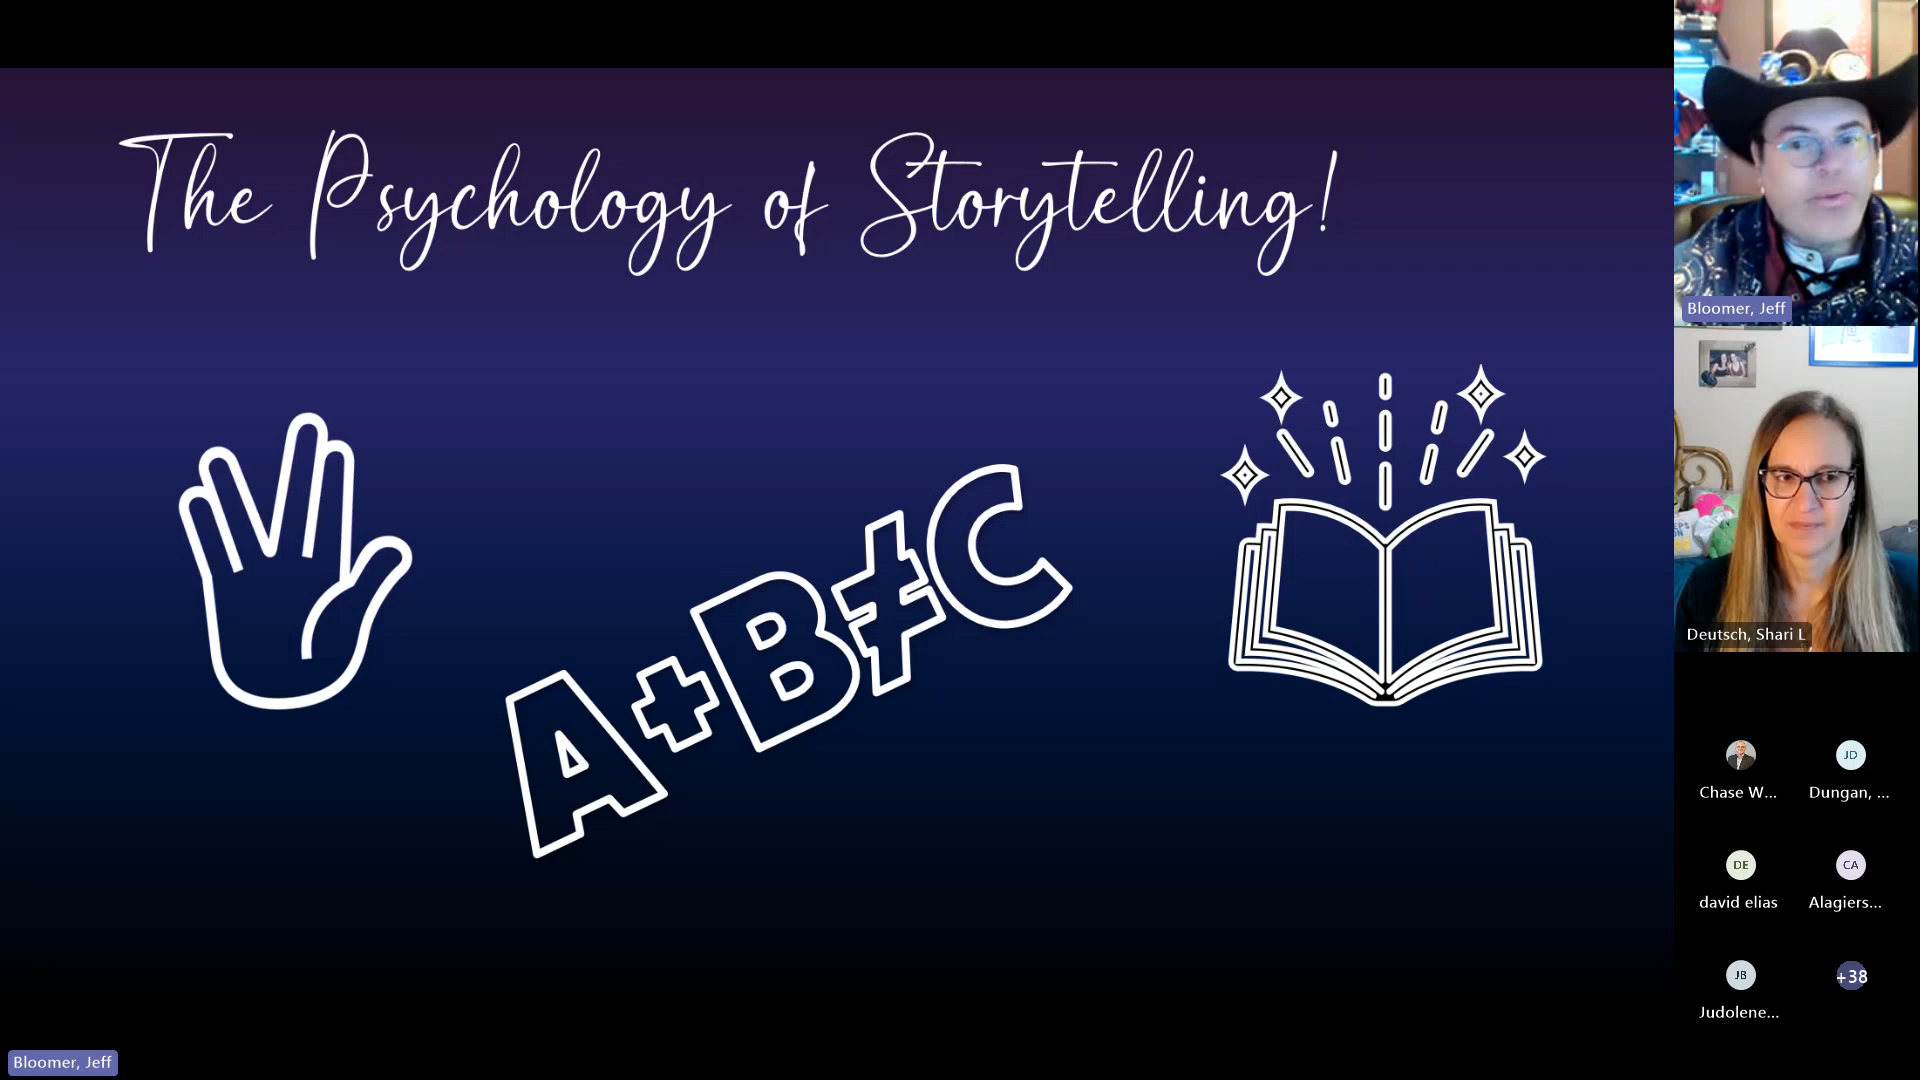 The Psychology of Storytelling!
A+B≠C
Bloomer, Jeff
Deutsch, Shari L
JD
Chase W...
Dungan, ...
DE
CA
david elias
Alagiers...
JB
+38
Judolene...
Bloomer, Jeff